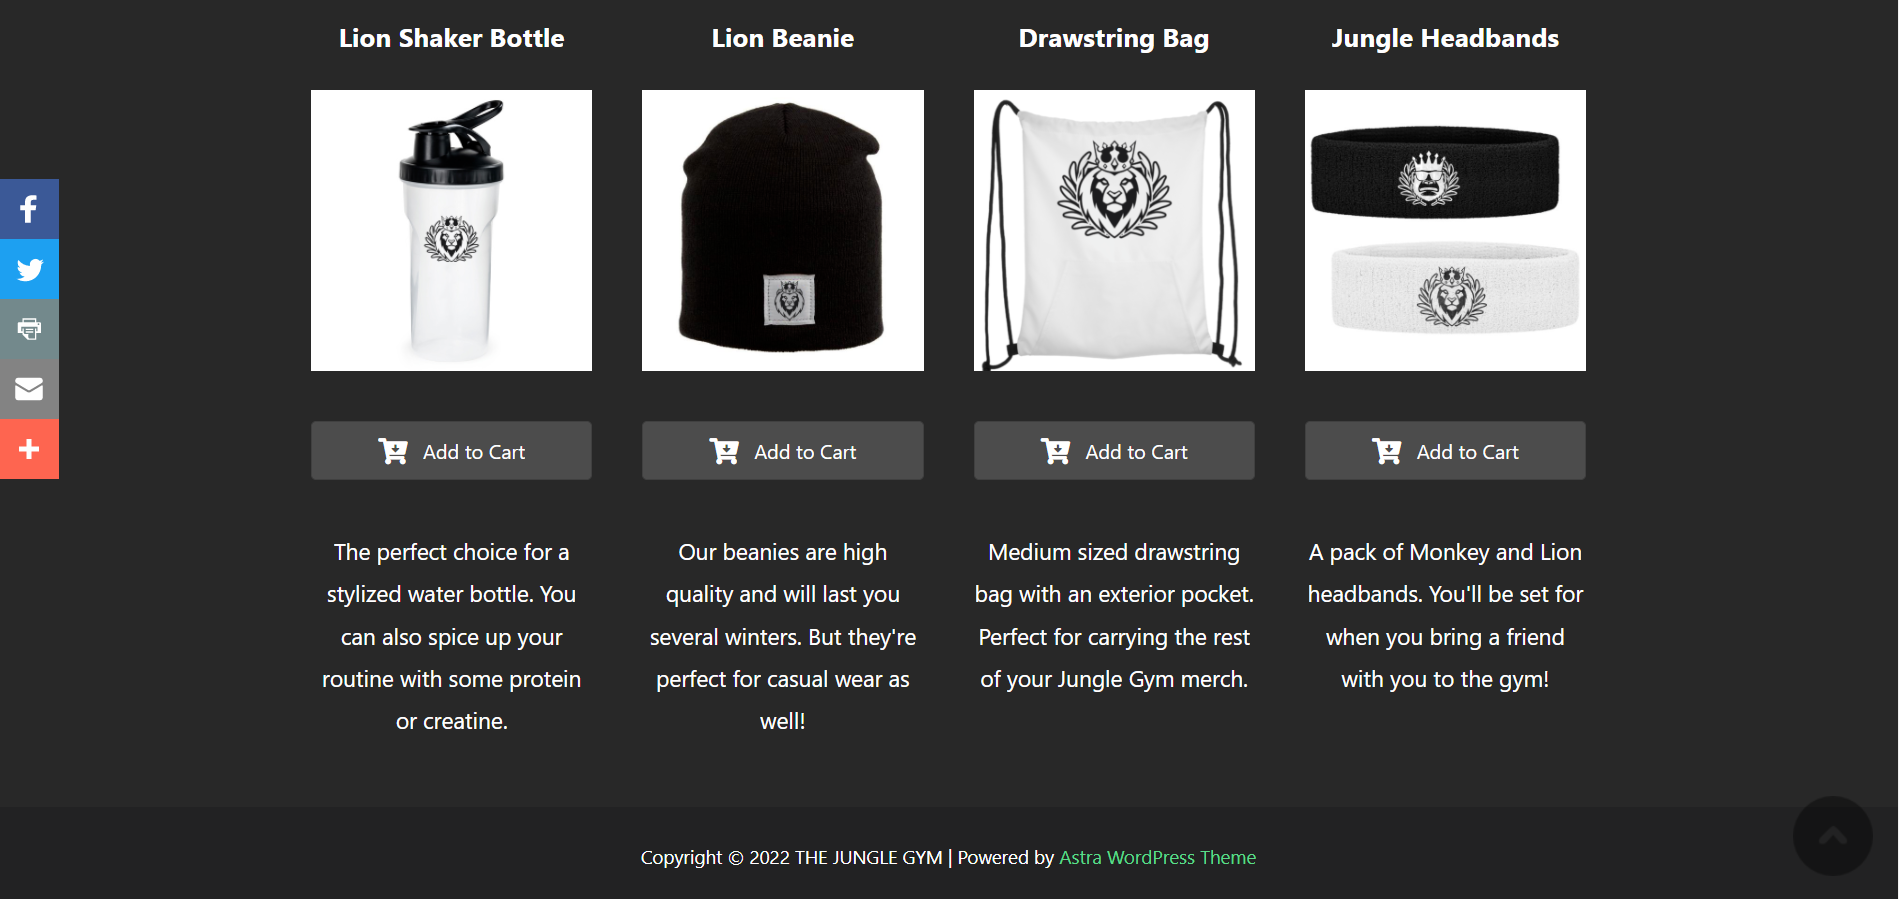 Lion Shaker Bottle
Lion Beanie
Drawstring Bag
Jungle Headbands
Add to Cart
Add to Cart
Add to Cart
Add to Cart
The perfect choice for a
stylized water bottle. You
can also spice up your
routine with some protein
or creatine.
Our beanies are high
quality and will last you
several winters. But they're
perfect for casual wear as
well!
Medium sized drawstring
bag with an exterior pocket.
Perfect for carrying the rest
of your Jungle Gym merch.
A pack of Monkey and Lion
headbands. You'll be set for
when you bring a friend
with you to the gym!
Copyright © 2022 THE JUNGLE GYM | Powered by Astra WordPress Theme